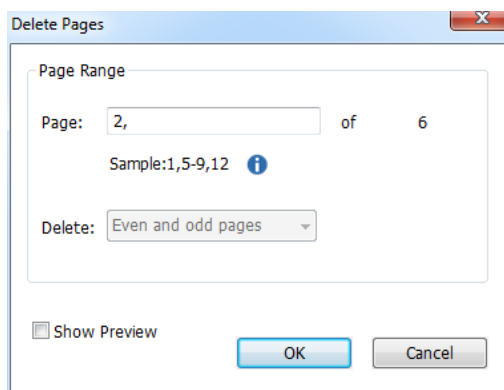 Delete Pages
Page Range
Page: 2, of 6
Sample:1,5-9,12
Delete: Even and odd pages
Show Preview
OK Cancel